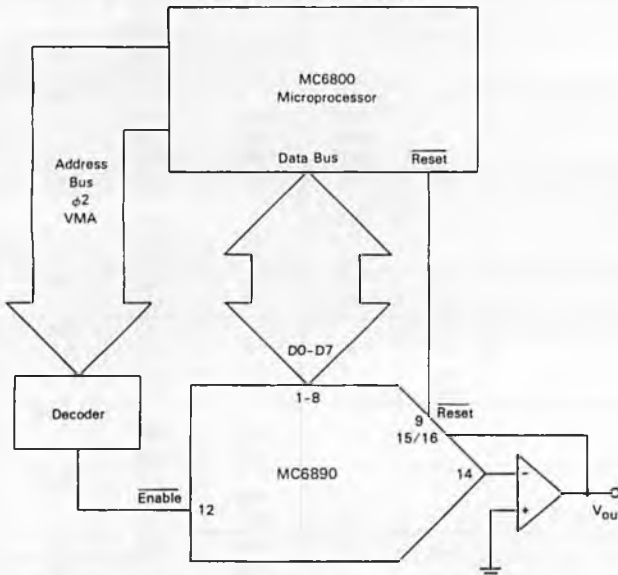 MC6800
Microprocessor
Data Bus
Reset
Address
Bus
ϕ2
VMA
D0-D7
Decoder
1-8
Reset
9
15/16
MC6890
14
-
+
Enable
12
Vout